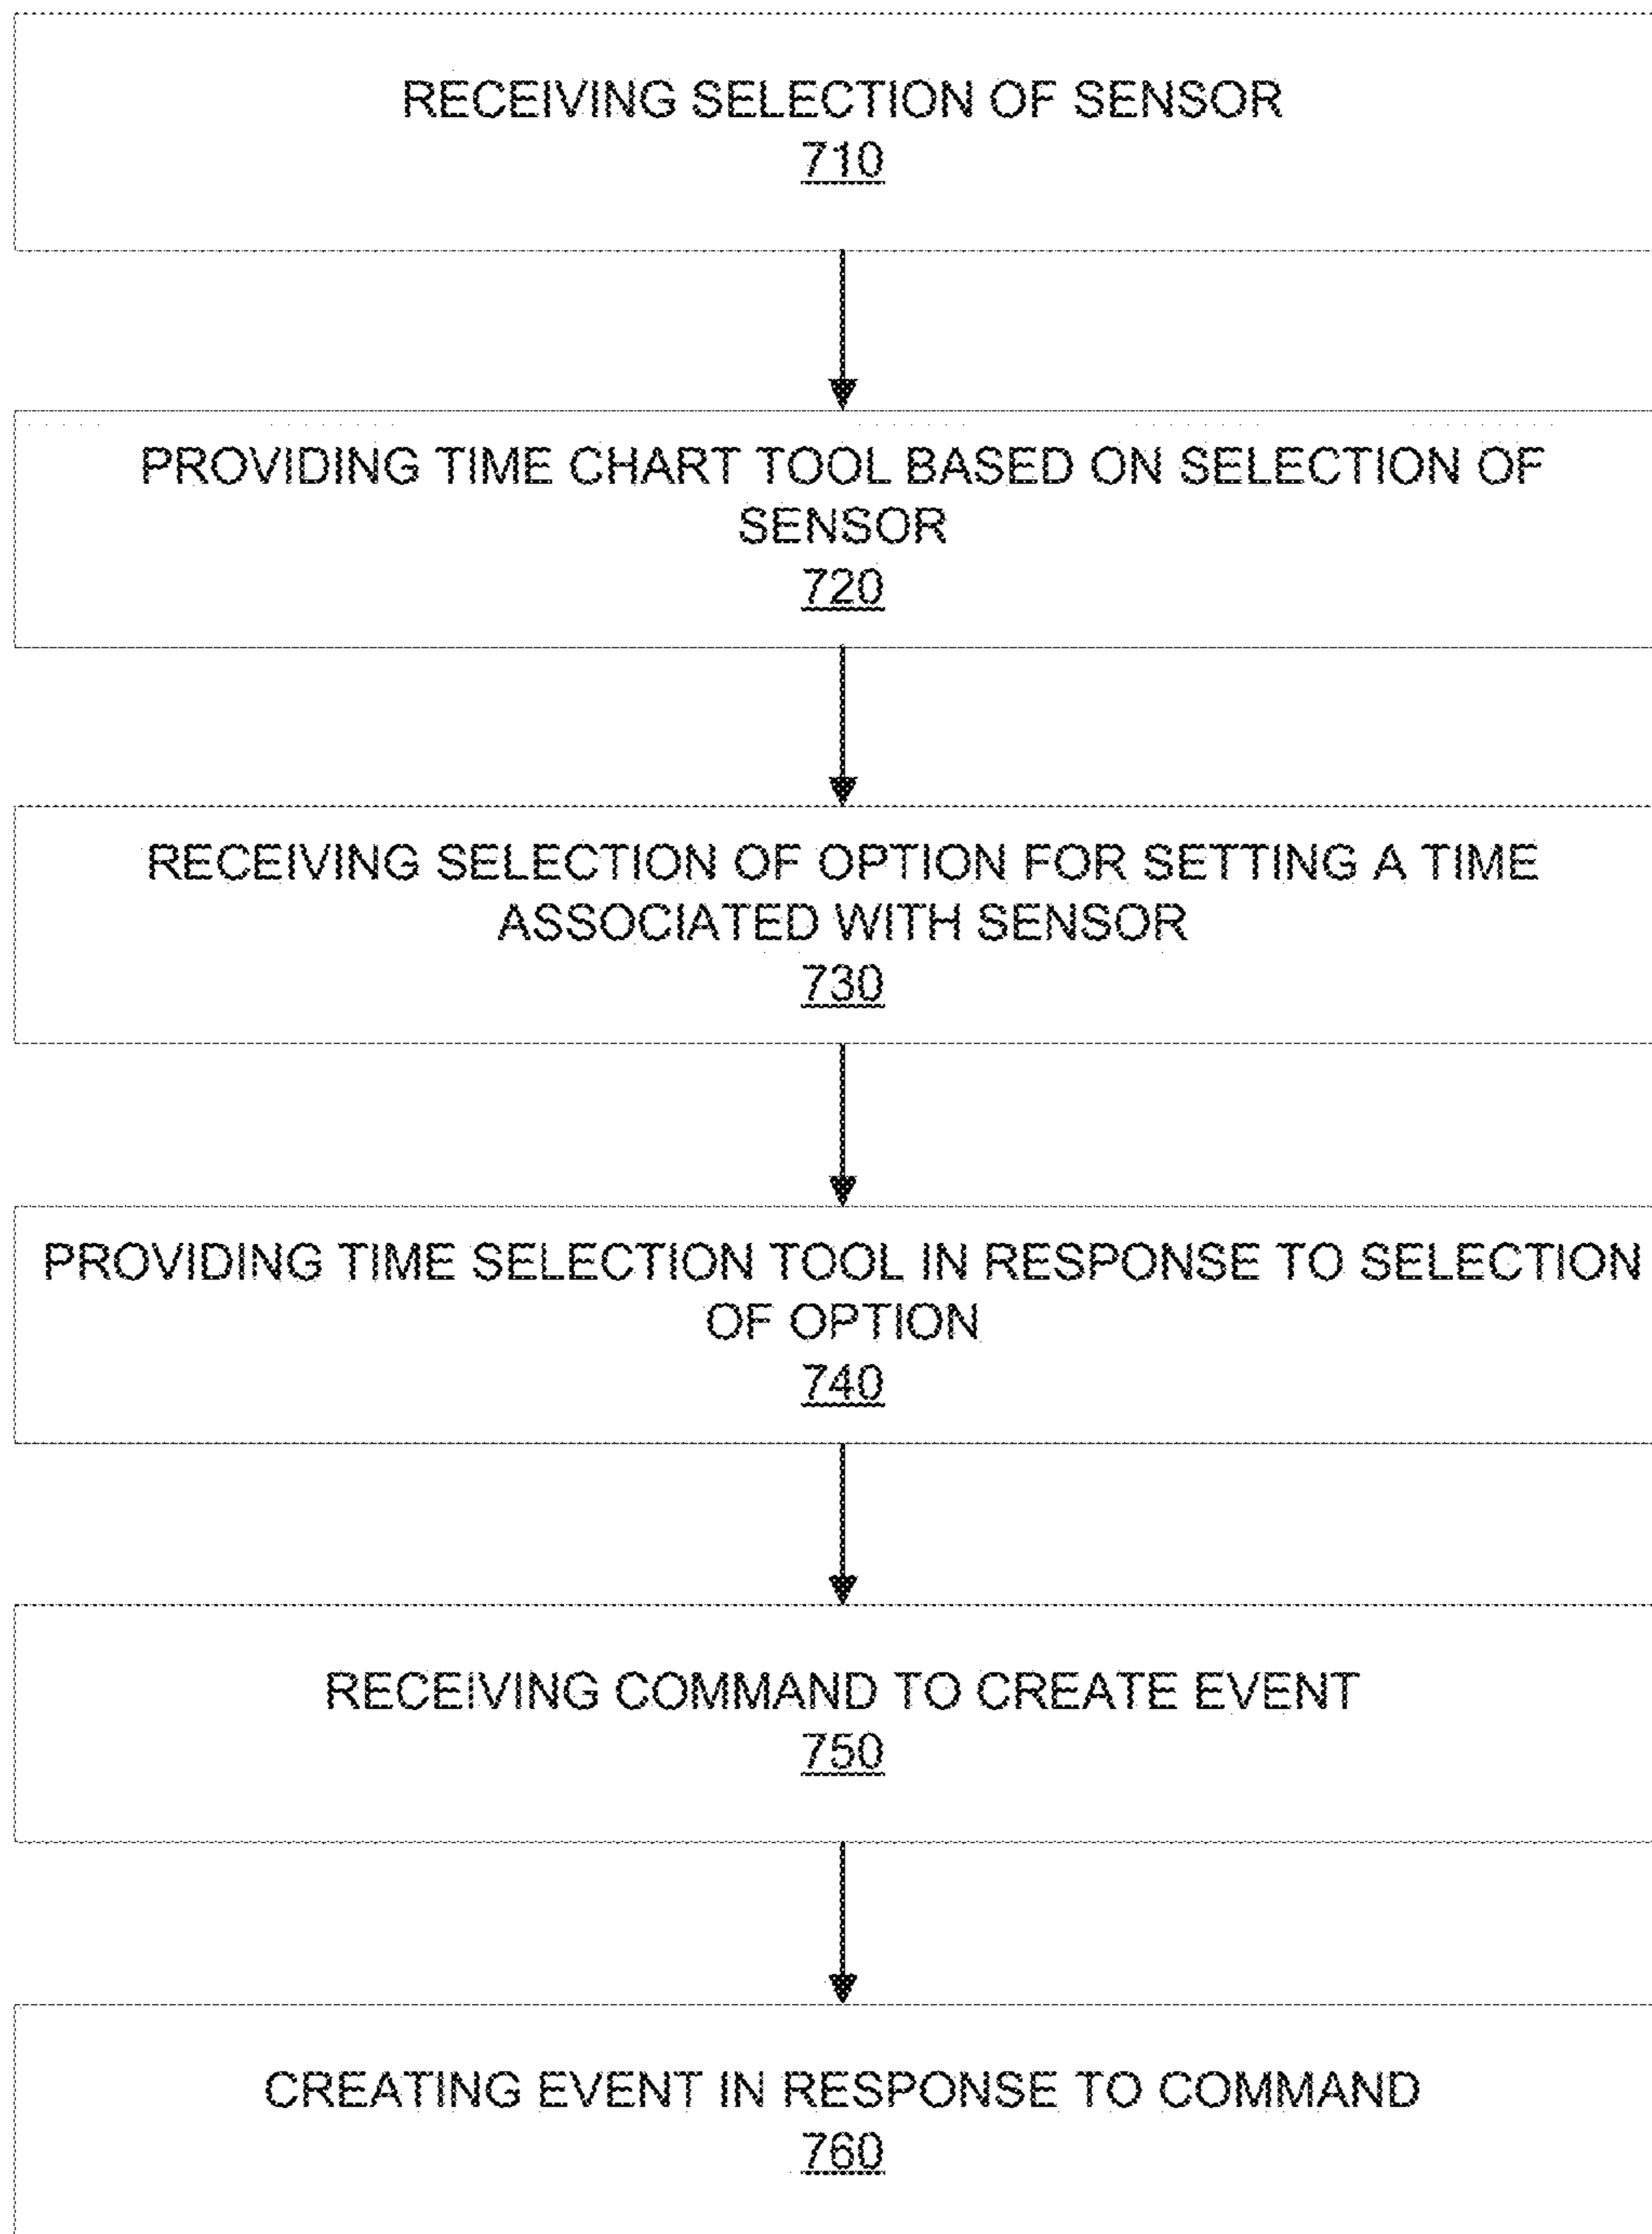 RECEIVING SELECTION OF SENSOR
710
PROVIDING TIME CHART TOOL BASED ON SELECTION OF
SENSOR
720
RECEIVING SELECTION OF OPTION FOR SETTING A TIME
ASSOCIATED WITH SENSOR
730
PROVIDING TIME SELECTION TOOL IN RESPONSE TO SELECTION
OF OPTION
740
RECEIVING COMMAND TO CREATE EVENT
750
CREATING EVENT IN RESPONSE TO COMMAND
760